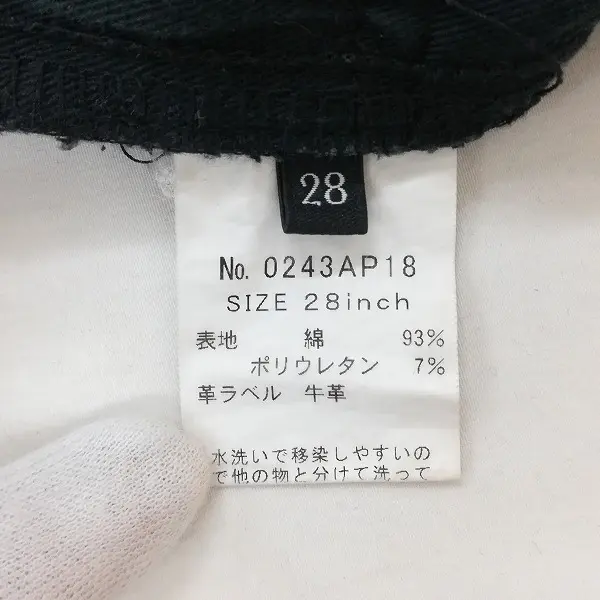 28
No. 0243AP18
SIZE 28inch
表地 綿 93%
ポリウレタン 7%
革ラベル 牛革
水洗いで移染しやすいの
で他の物と分けて洗って